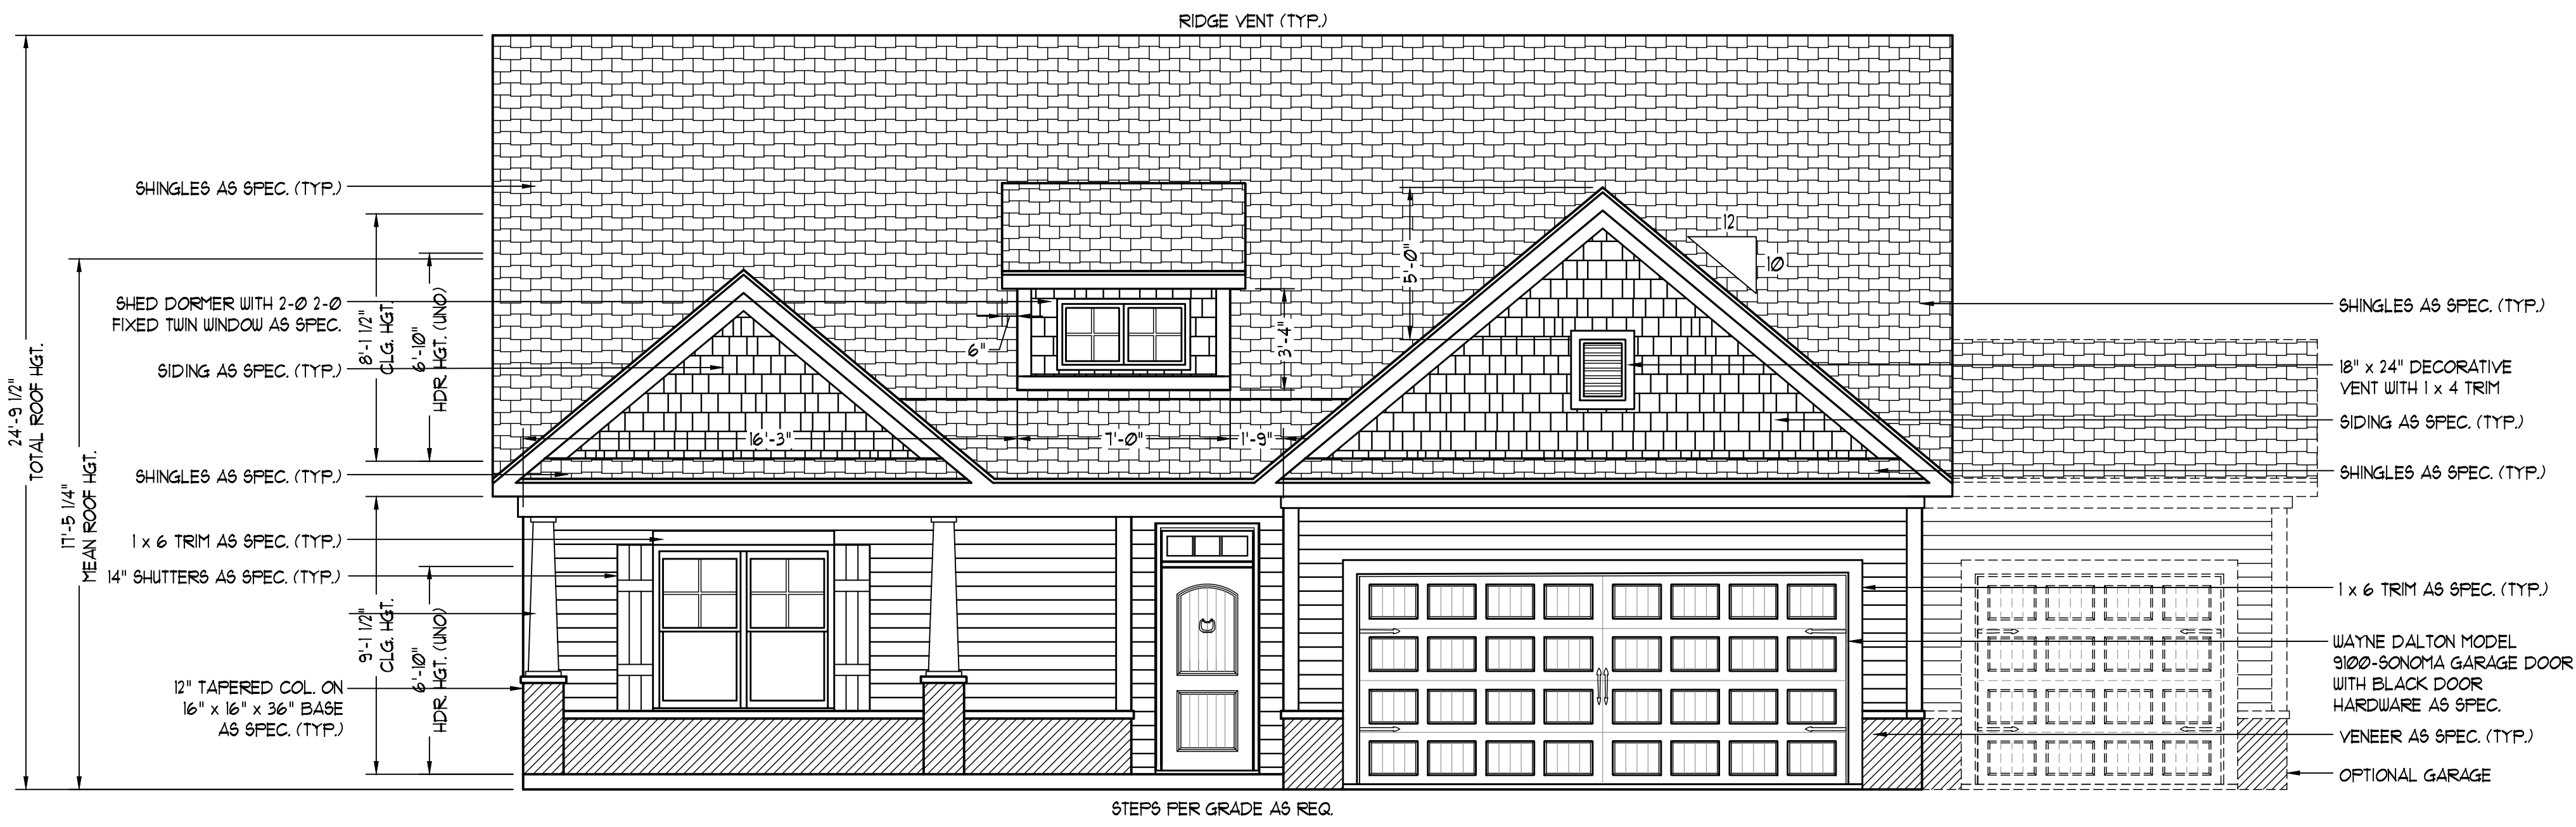 RIDGE VENT (TYP.)
24'-9 1/2"
TOTAL ROOF HGT.
17'-5 1/4"
MEAN ROOF HGT.
SHINGLES AS SPEC. (TYP.)
8'-1 1/2"
CLG. HGT.
6'-10"
HDR. HGT. (UNO)
SHED DORMER WITH 2-0 2-0
FIXED TWIN WINDOW AS SPEC.
SIDING AS SPEC. (TYP.)
SHINGLES AS SPEC. (TYP.)
1 x 6 TRIM AS SPEC. (TYP.)
14" SHUTTERS AS SPEC. (TYP.)
9'-1 1/2"
CLG. HGT.
6'-10"
HDR. HGT. (UNO)
12" TAPERED COL. ON
16" x 16" x 36" BASE
AS SPEC. (TYP.)
6"
3'-4"
16'-3"
7'-0"
1'-9"
5'-0"
12
10
SHINGLES AS SPEC. (TYP.)
18" x 24" DECORATIVE
VENT WITH 1 x 4 TRIM
SIDING AS SPEC. (TYP.)
SHINGLES AS SPEC. (TYP.)
1 x 6 TRIM AS SPEC. (TYP.)
WAYNE DALTON MODEL
9100-SONOMA GARAGE DOOR
WITH BLACK DOOR
HARDWARE AS SPEC.
VENEER AS SPEC. (TYP.)
OPTIONAL GARAGE
STEPS PER GRADE AS REQ.